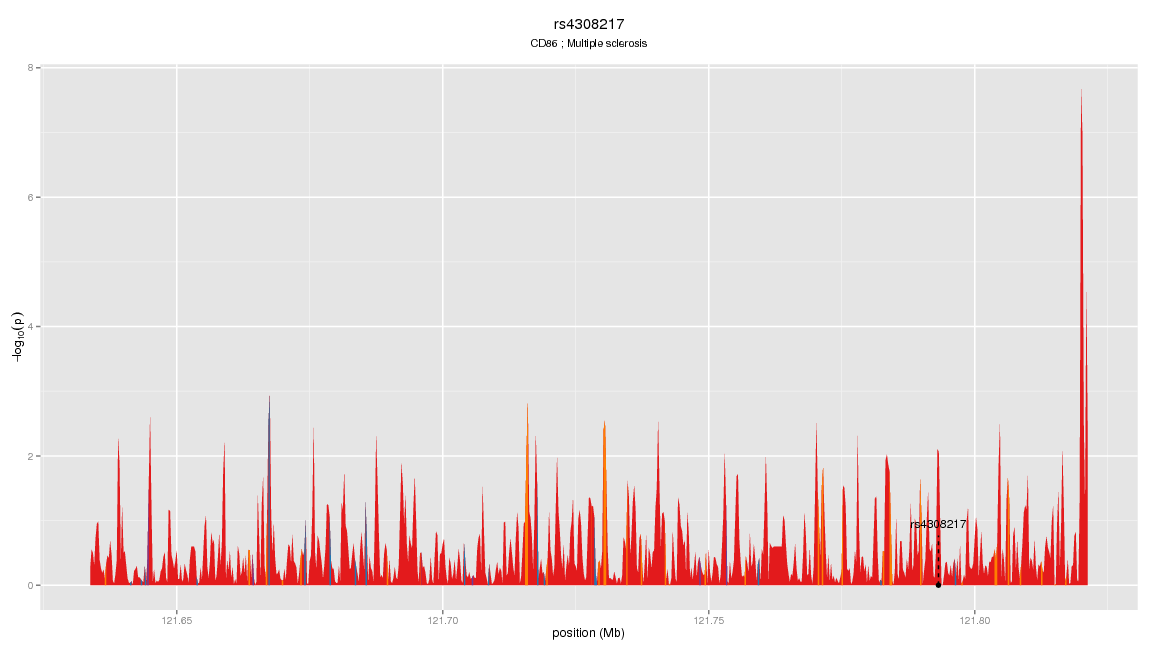 rs4308217
CD86 ; Multiple sclerosis
8
6
4
2
0
−log10(p)
rs4308217
121.65
121.70
121.75
121.80
position (Mb)